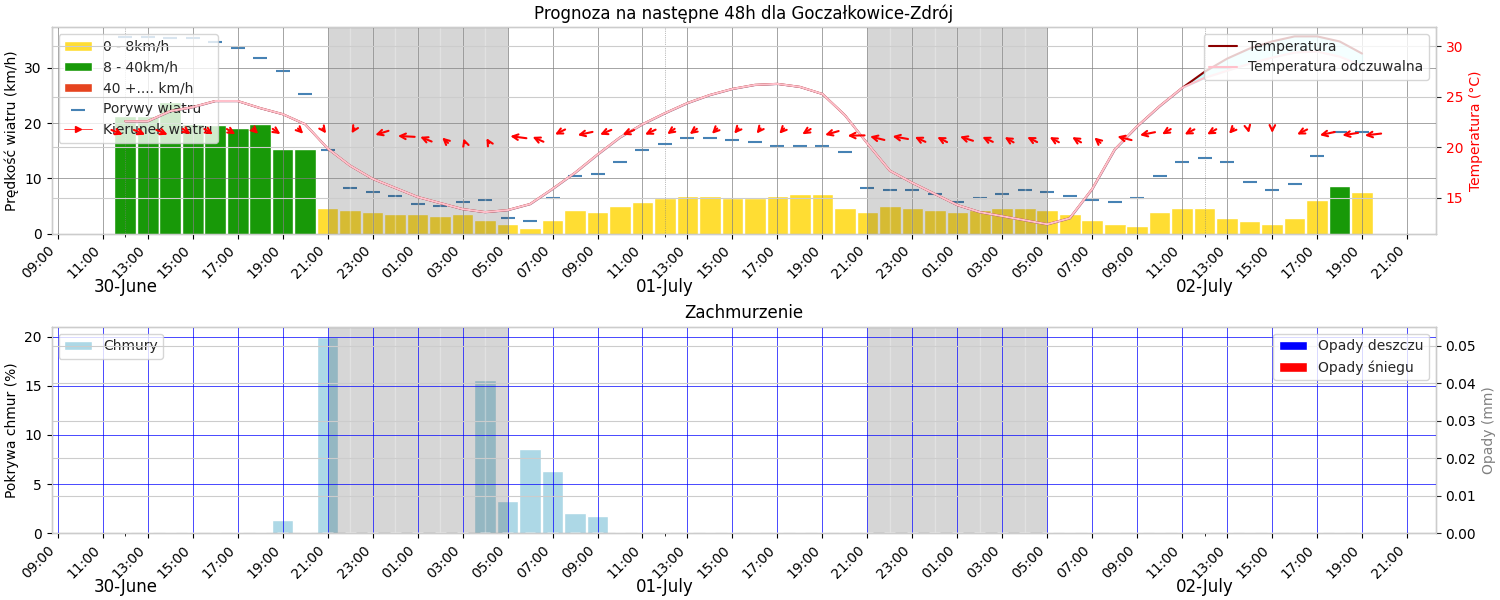 Prognoza na następne 48h dla Goczałkowice-Zdrój
Prędkość wiatru (km/h)
30
20
10
0
0 - 8km/h
8 - 40km/h
40 +.... km/h
Porywy wiatru
Kierunek wiatru
Temperatura
Temperatura odczuwalna
30
25
20
15
Temperatura (°C)
09:00 11:00 13:00 15:00 17:00 19:00 21:00 23:00 01:00 03:00 05:00 07:00 09:00 11:00 13:00 15:00 17:00 19:00 21:00 23:00 01:00 03:00 05:00 07:00 09:00 11:00 13:00 15:00 17:00 19:00 21:00
30-June 01-July 02-July
Zachmurzenie
Pokrywa chmur (%)
20
15
10
5
0
Chmury
Opady deszczu
Opady śniegu
0.05
0.04
0.03
0.02
0.01
0.00
Opady (mm)
09:00 11:00 13:00 15:00 17:00 19:00 21:00 23:00 01:00 03:00 05:00 07:00 09:00 11:00 13:00 15:00 17:00 19:00 21:00 23:00 01:00 03:00 05:00 07:00 09:00 11:00 13:00 15:00 17:00 19:00 21:00
30-June 01-July 02-July